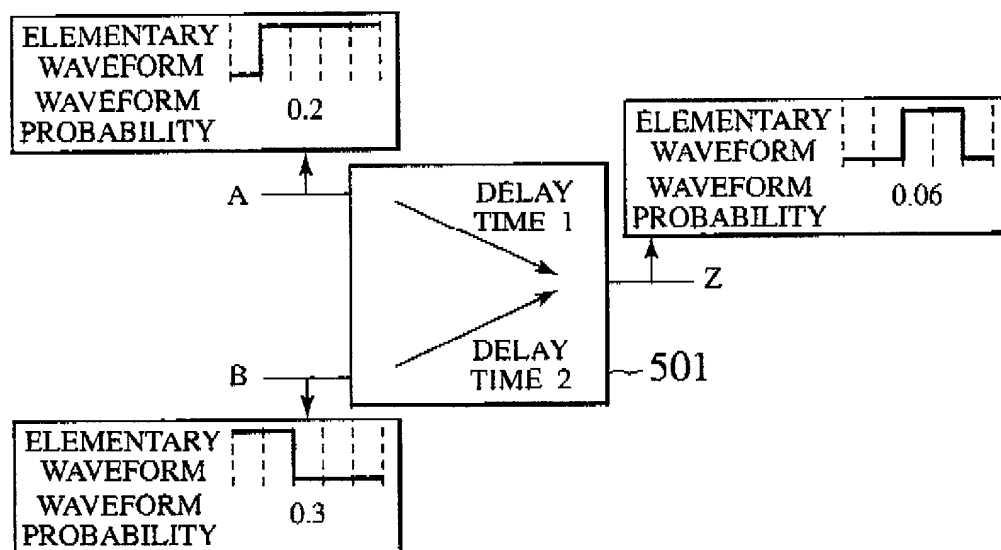 ELEMENTARY
WAVEFORM
WAVEFORM
PROBABILITY
0.2
ELEMENTARY
WAVEFORM
WAVEFORM
PROBABILITY
0.06
A
DELAY
TIME 1
Z
B
DELAY
TIME 2
501
ELEMENTARY
WAVEFORM
WAVEFORM
PROBABILITY
0.3